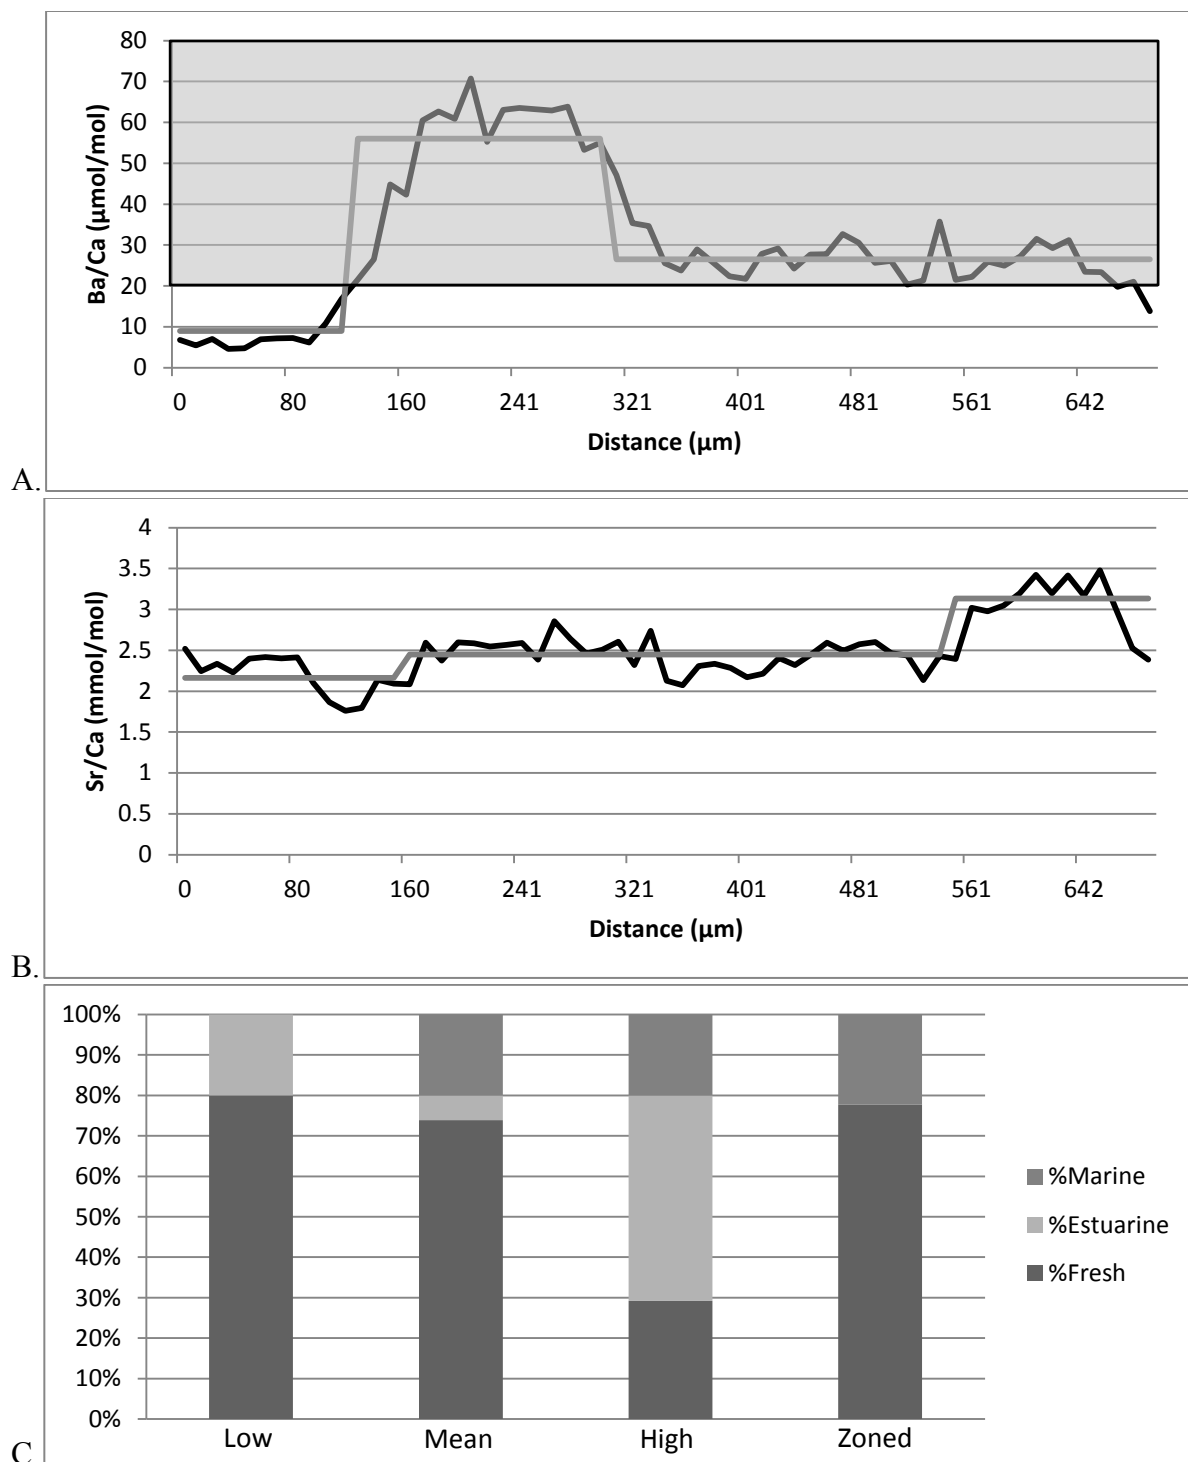 80
70
60
50
40
30
20
10
0
Ba/Ca (µmol/mol)
0 80 160 241 321 401 481 561 642
Distance (µm)
A.
4
3.5
3
2.5
2
1.5
1
0.5
0
Sr/Ca (mmol/mol)
0 80 160 241 321 401 481 561 642
Distance (µm)
B.
100%
90%
80%
70%
60%
50%
40%
30%
20%
10%
0%
%Marine
%Estuarine
%Fresh
Low Mean High Zoned
C